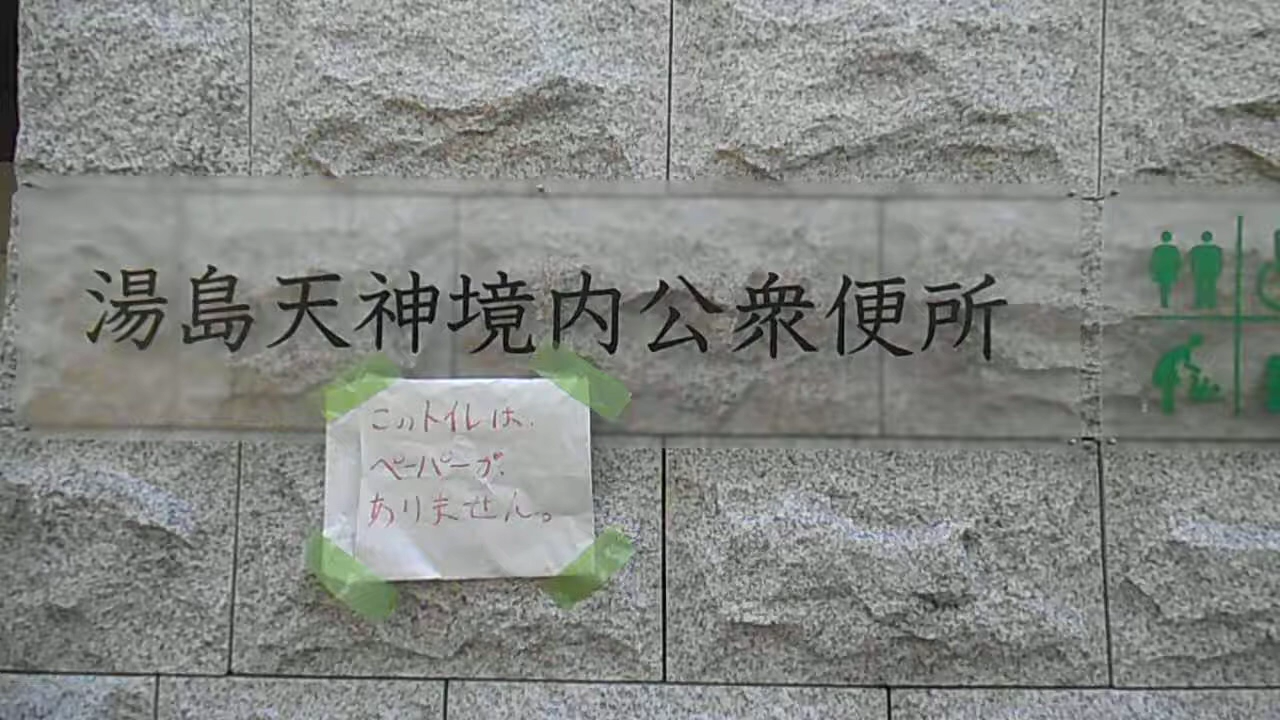 湯島天神境内公衆便所
このトイレは、
ペーパーが、
ありません。